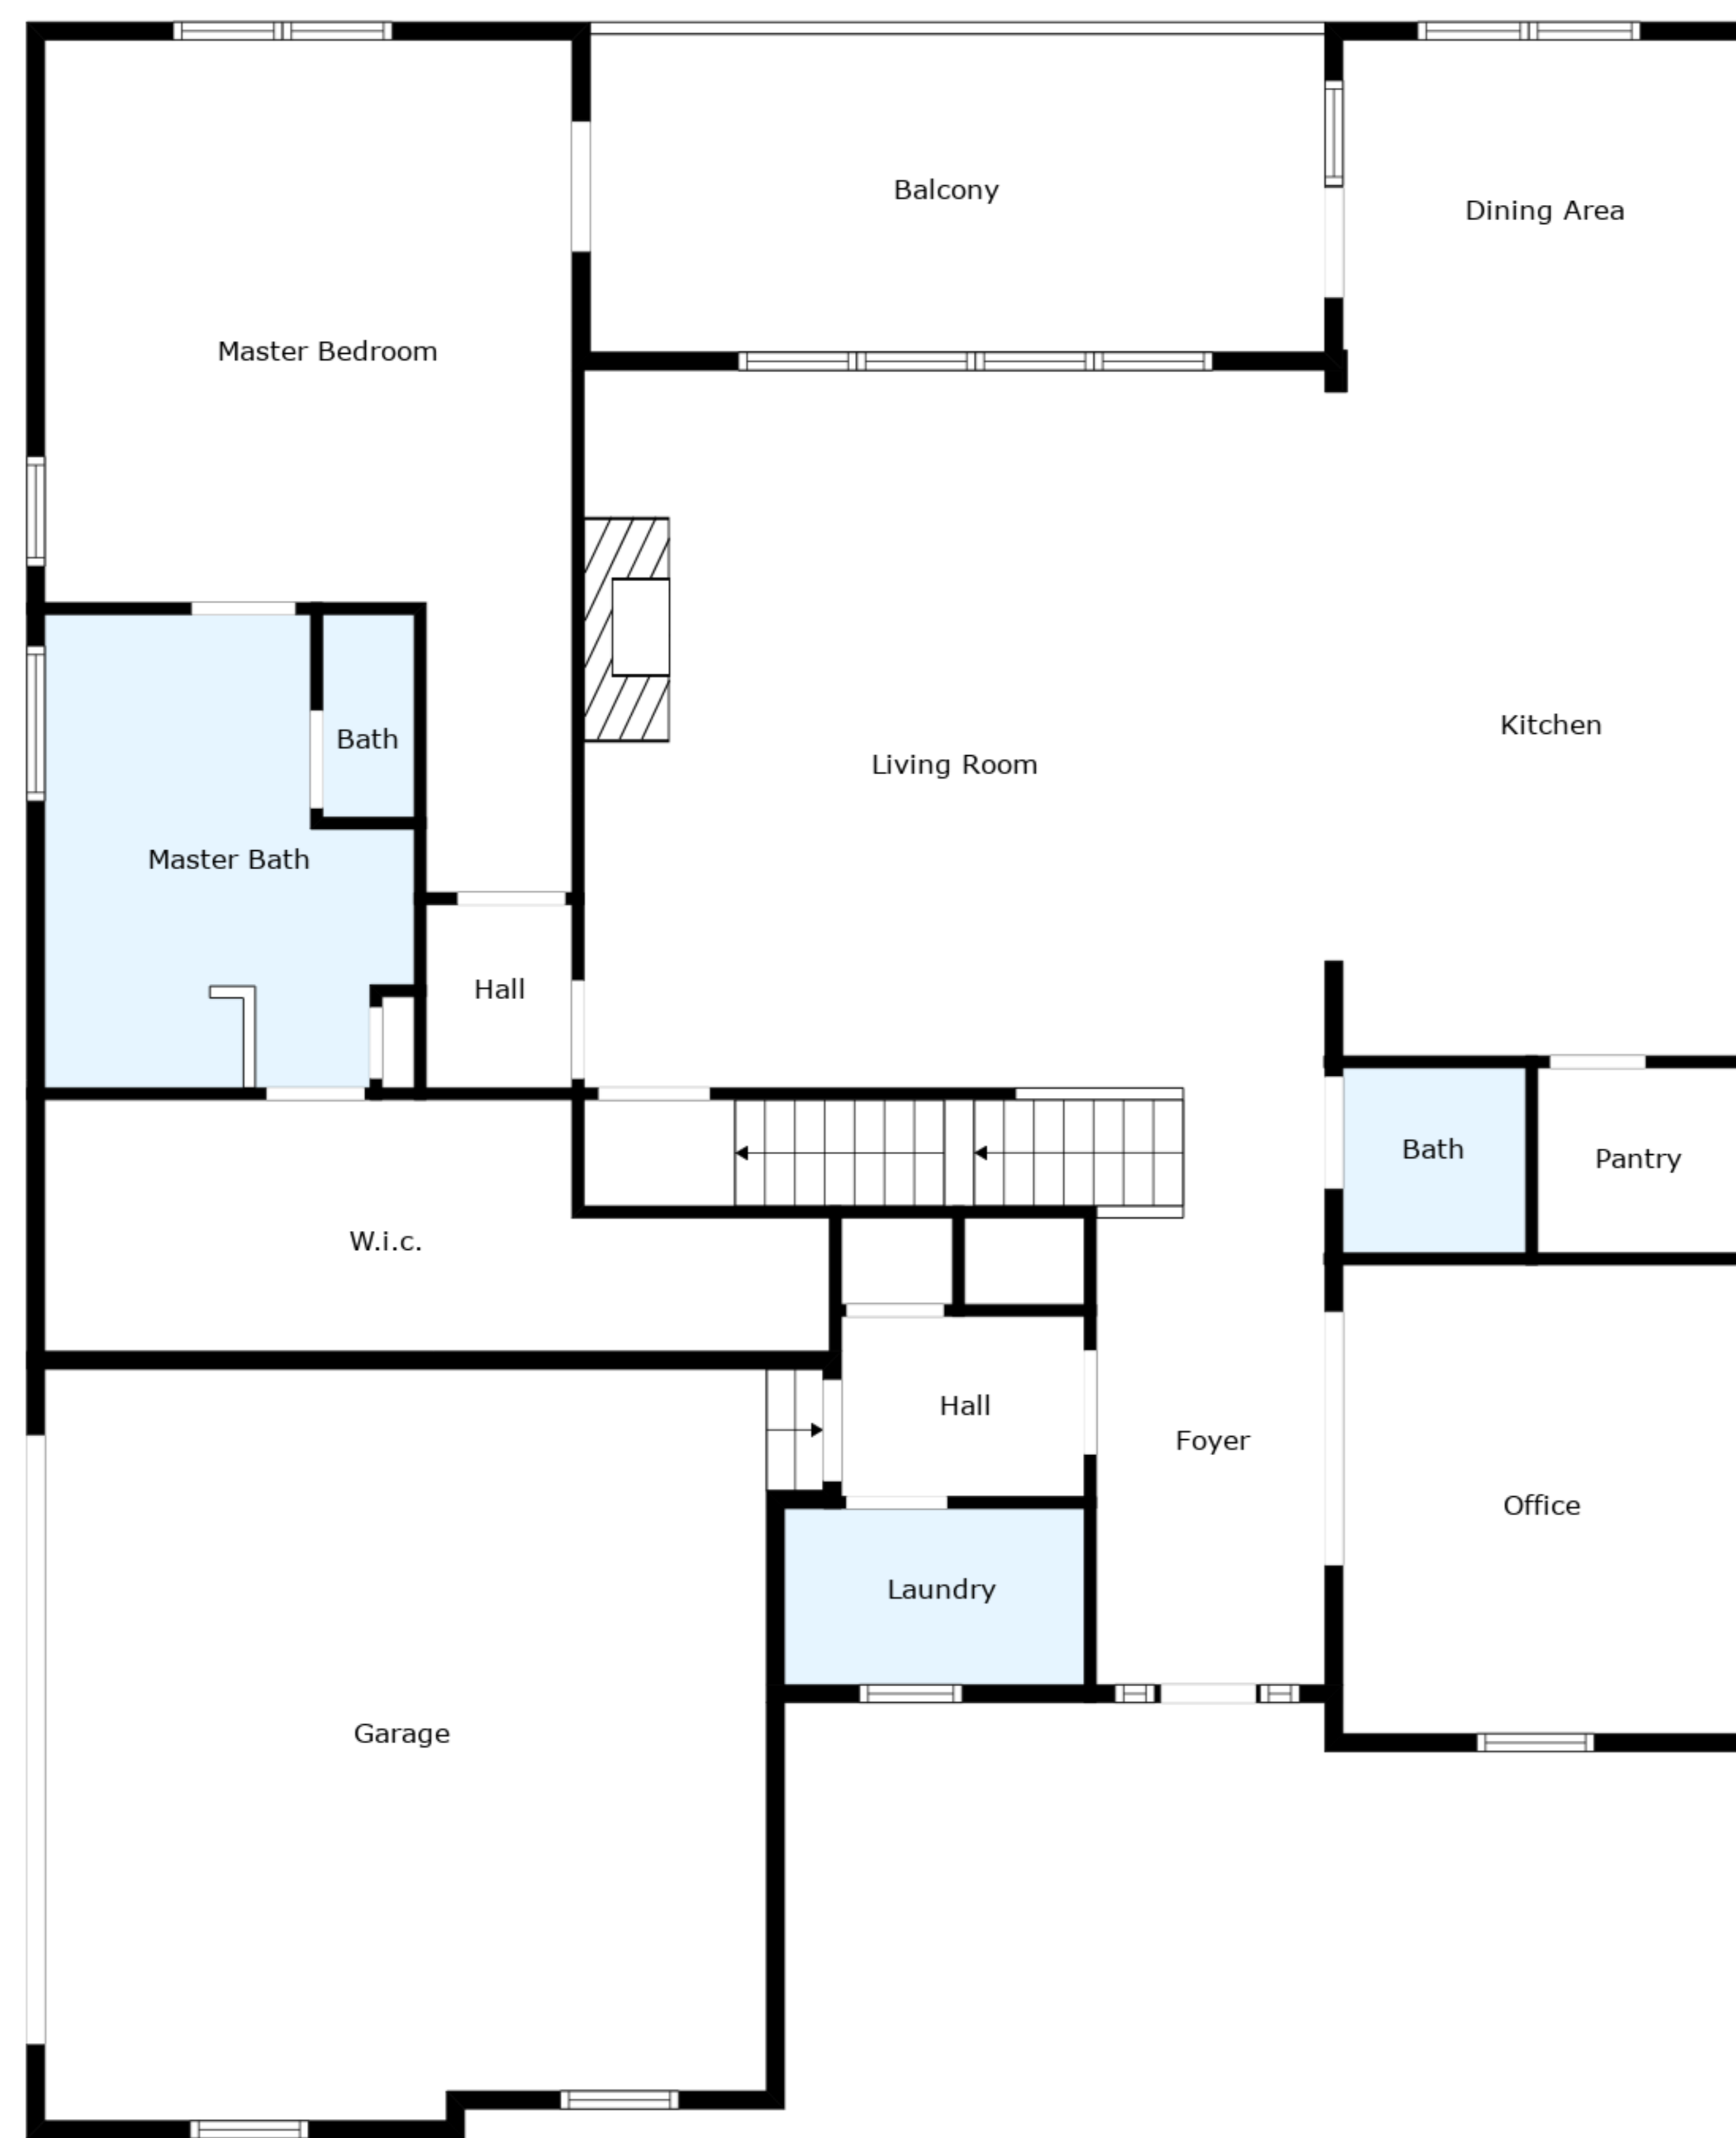 Balcony
Dining Area
Master Bedroom
Kitchen
Bath
Living Room
Master Bath
Hall
Bath
Pantry
W.i.c.
Hall
Foyer
Office
Laundry
Garage